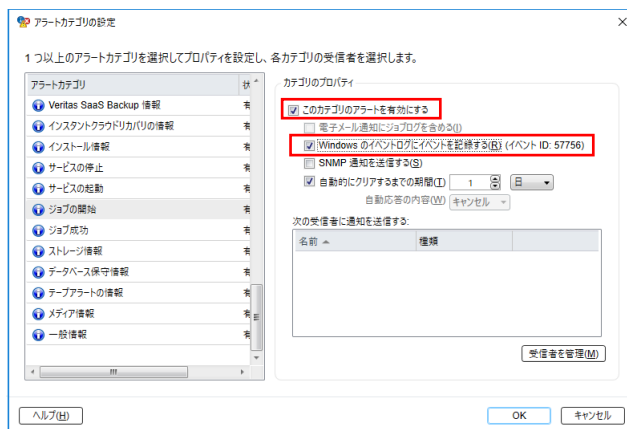 アラートカテゴリの設定
1 つ以上のアラートカテゴリを選択してプロパティを設定し、各カテゴリの受信者を選択します。
アラートカテゴリ
Veritas SaaS Backup 情報
インスタントクラウドリカバリの情報
インストール情報
サービスの停止
サービスの起動
ジョブの開始
ジョブ成功
ストレージ情報
データベース保守情報
テープアラートの情報
メディア情報
一般情報
カテゴリのプロパティ
このカテゴリのアラートを有効にする
電子メール通知にジョブログを含める(I)
Windows のイベントログにイベントを記録する(R) (イベント ID: 57756)
SNMP 通知を送信する(S)
自動的にクリアするまでの期間(T) 1 日
自動応答の内容(W) キャンセル
次の受信者に通知を送信する:
名前 種類
受信者を管理(M)
ヘルプ(H) OK キャンセル